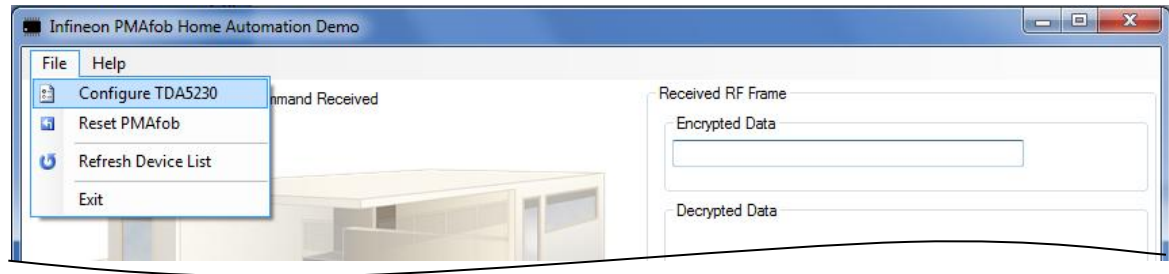 Infineon PMAfob Home Automation Demo
File Help
Configure TDA5230
Reset PMAfob
Refresh Device List
Exit
Received
Received RF Frame
Encrypted Data
Decrypted Data